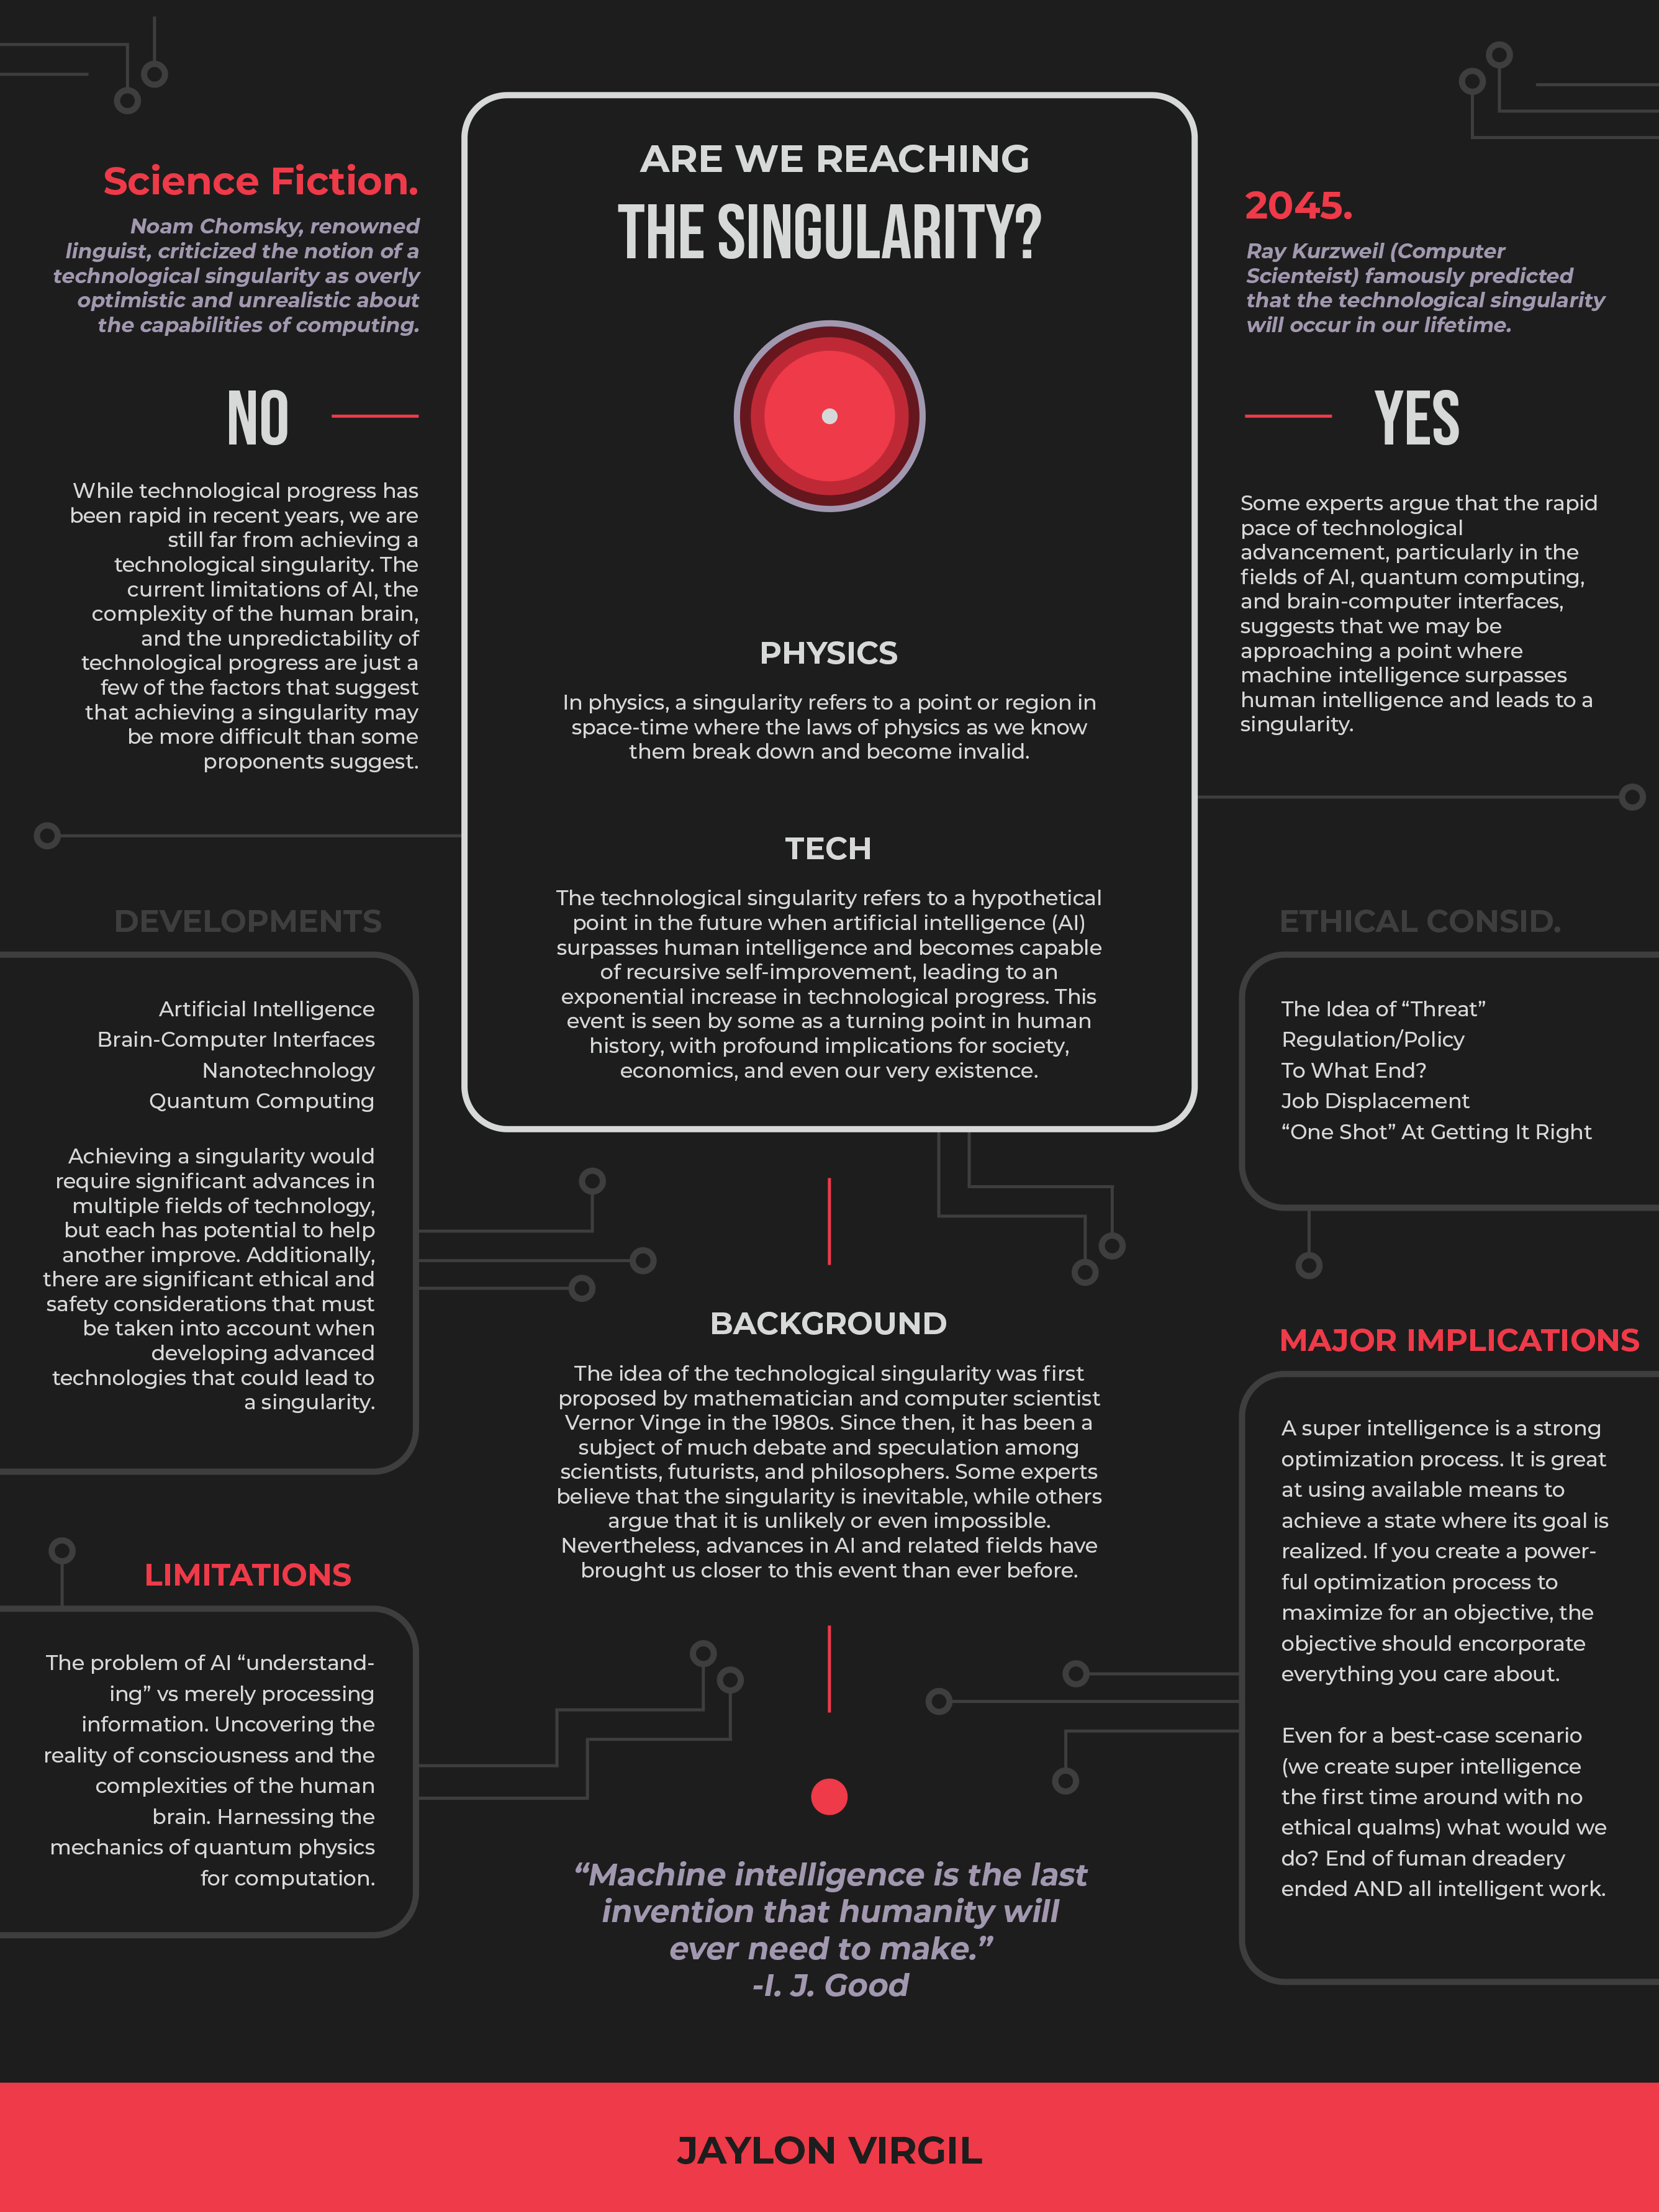 Science Fiction.
Noam Chomsky, renowned
linguist, criticized the notion of a
technological singularity as overly
optimistic and unrealistic about
the capabilities of computing.
NO
While technological progress has
been rapid in recent years, we are
still far from achieving a
technological singularity. The
current limitations of AI, the
complexity of the human brain,
and the unpredictability of
technological progress are just a
few of the factors that suggest
that achieving a singularity may
be more difficult than some
proponents suggest.
ARE WE REACHING
THE SINGULARITY?
PHYSICS
In physics, a singularity refers to a point or region in
space-time where the laws of physics as we know
them break down and become invalid.
TECH
The technological singularity refers to a hypothetical
point in the future when artificial intelligence (AI)
surpasses human intelligence and becomes capable
of recursive self-improvement, leading to an
exponential increase in technological progress. This
event is seen by some as a turning point in human
history, with profound implications for society,
economics, and even our very existence.
2045.
Ray Kurzweil (Computer
Scienteist) famously predicted
that the technological singularity
will occur in our lifetime.
YES
Some experts argue that the rapid
pace of technological
advancement, particularly in the
fields of AI, quantum computing,
and brain-computer interfaces,
suggests that we may be
approaching a point where
machine intelligence surpasses
human intelligence and leads to a
singularity.
DEVELOPMENTS
Artificial Intelligence
Brain-Computer Interfaces
Nanotechnology
Quantum Computing
Achieving a singularity would
require significant advances in
multiple fields of technology,
but each has potential to help
another improve. Additionally,
there are significant ethical and
safety considerations that must
be taken into account when
developing advanced
technologies that could lead to
a singularity.
LIMITATIONS
The problem of AI “understand-
ing” vs merely processing
information. Uncovering the
reality of consciousness and the
complexities of the human
brain. Harnessing the
mechanics of quantum physics
for computation.
BACKGROUND
The idea of the technological singularity was first
proposed by mathematician and computer scientist
Vernor Vinge in the 1980s. Since then, it has been a
subject of much debate and speculation among
scientists, futurists, and philosophers. Some experts
believe that the singularity is inevitable, while others
argue that it is unlikely or even impossible.
Nevertheless, advances in AI and related fields have
brought us closer to this event than ever before.
“Machine intelligence is the last
invention that humanity will
ever need to make.”
-I. J. Good
ETHICAL CONSID.
The Idea of “Threat”
Regulation/Policy
To What End?
Job Displacement
“One Shot” At Getting It Right
MAJOR IMPLICATIONS
A super intelligence is a strong
optimization process. It is great
at using available means to
achieve a state where its goal is
realized. If you create a power-
ful optimization process to
maximize for an objective, the
objective should encorporate
everything you care about.
Even for a best-case scenario
(we create super intelligence
the first time around with no
ethical qualms) what would we
do? End of fuman dreadery
ended AND all intelligent work.
JAYLON VIRGIL